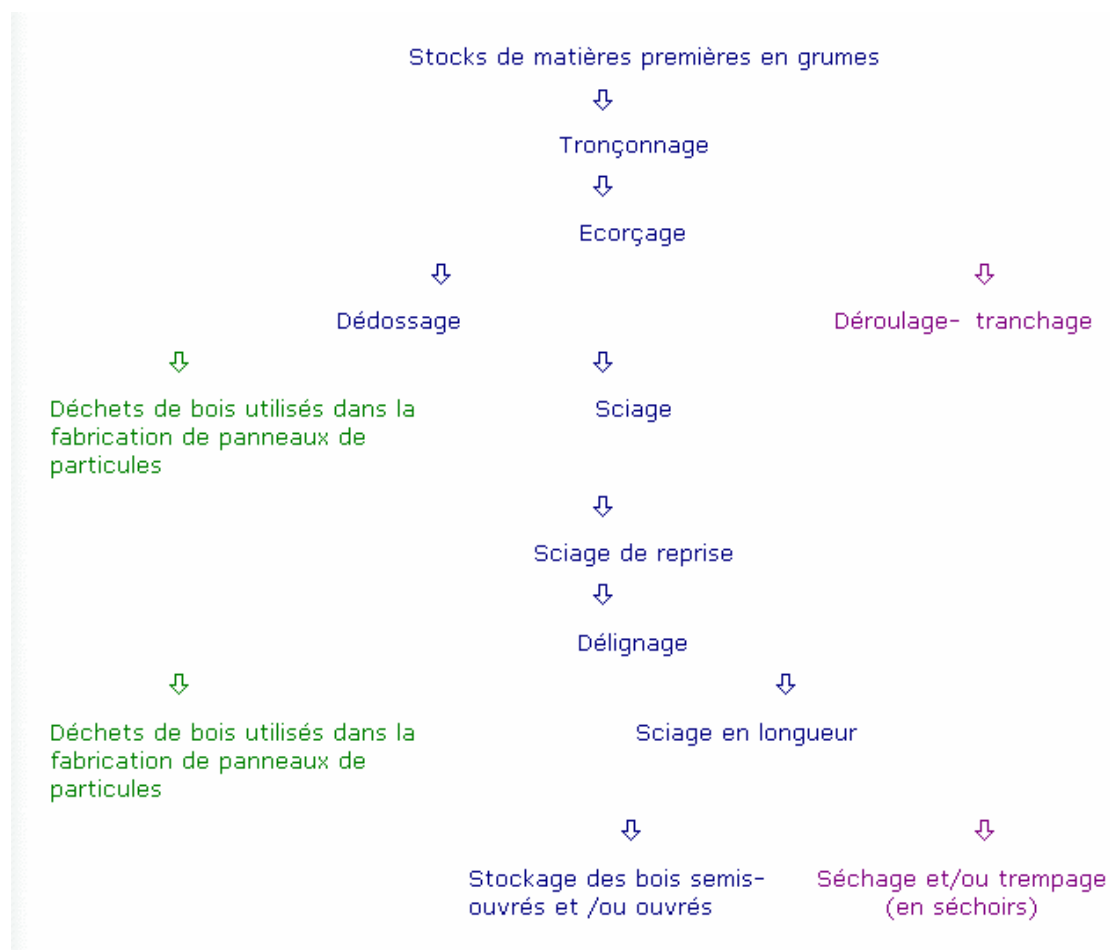 Stocks de matières premières en grumes
Tronçonnage
Ecorçage
Dédossage
Déroulage- tranchage
Déchets de bois utilisés dans la
fabrication de panneaux de
particules
Sciage
Sciage de reprise
Délignage
Déchets de bois utilisés dans la
fabrication de panneaux de
particules
Sciage en longueur
Stockage des bois semis-
ouvrés et /ou ouvrés
Séchage et/ou trempage
(en séchoirs)